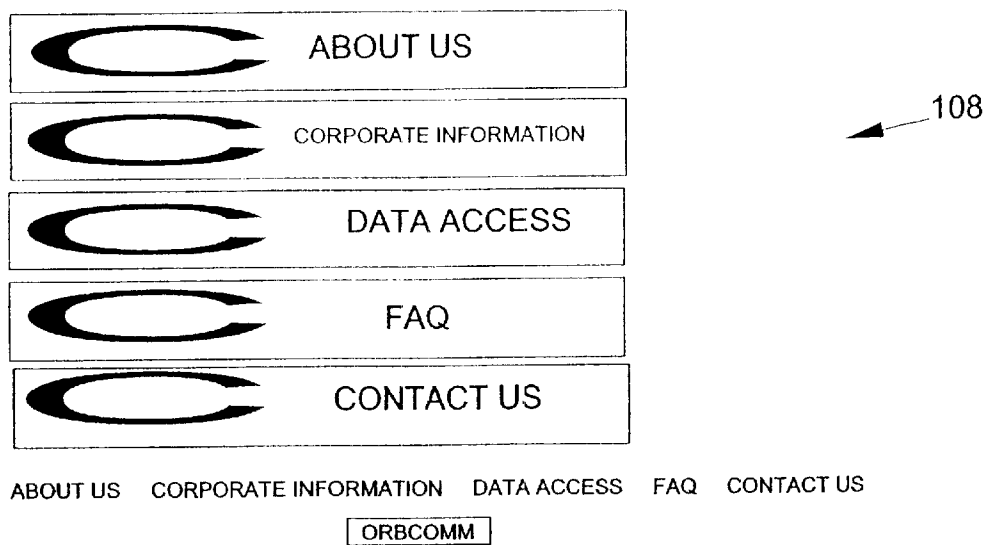 ABOUT US
108
CORPORATE INFORMATION
DATA ACCESS
FAQ
CONTACT US
ABOUT US CORPORATE INFORMATION DATA ACCESS FAQ CONTACT US
ORBCOMM